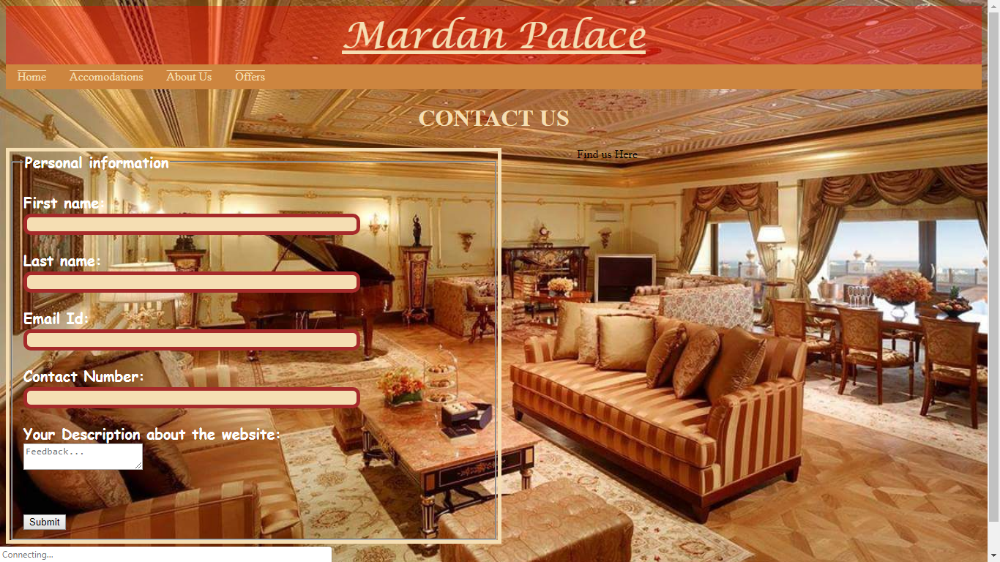 Mardan Palace
Home Accomodations About Us Offers
CONTACT US
Personal information
Find us Here
First name:
Last name:
Email Id:
Contact Number:
Your Description about the website:
Feedback...
Submit
Connecting...